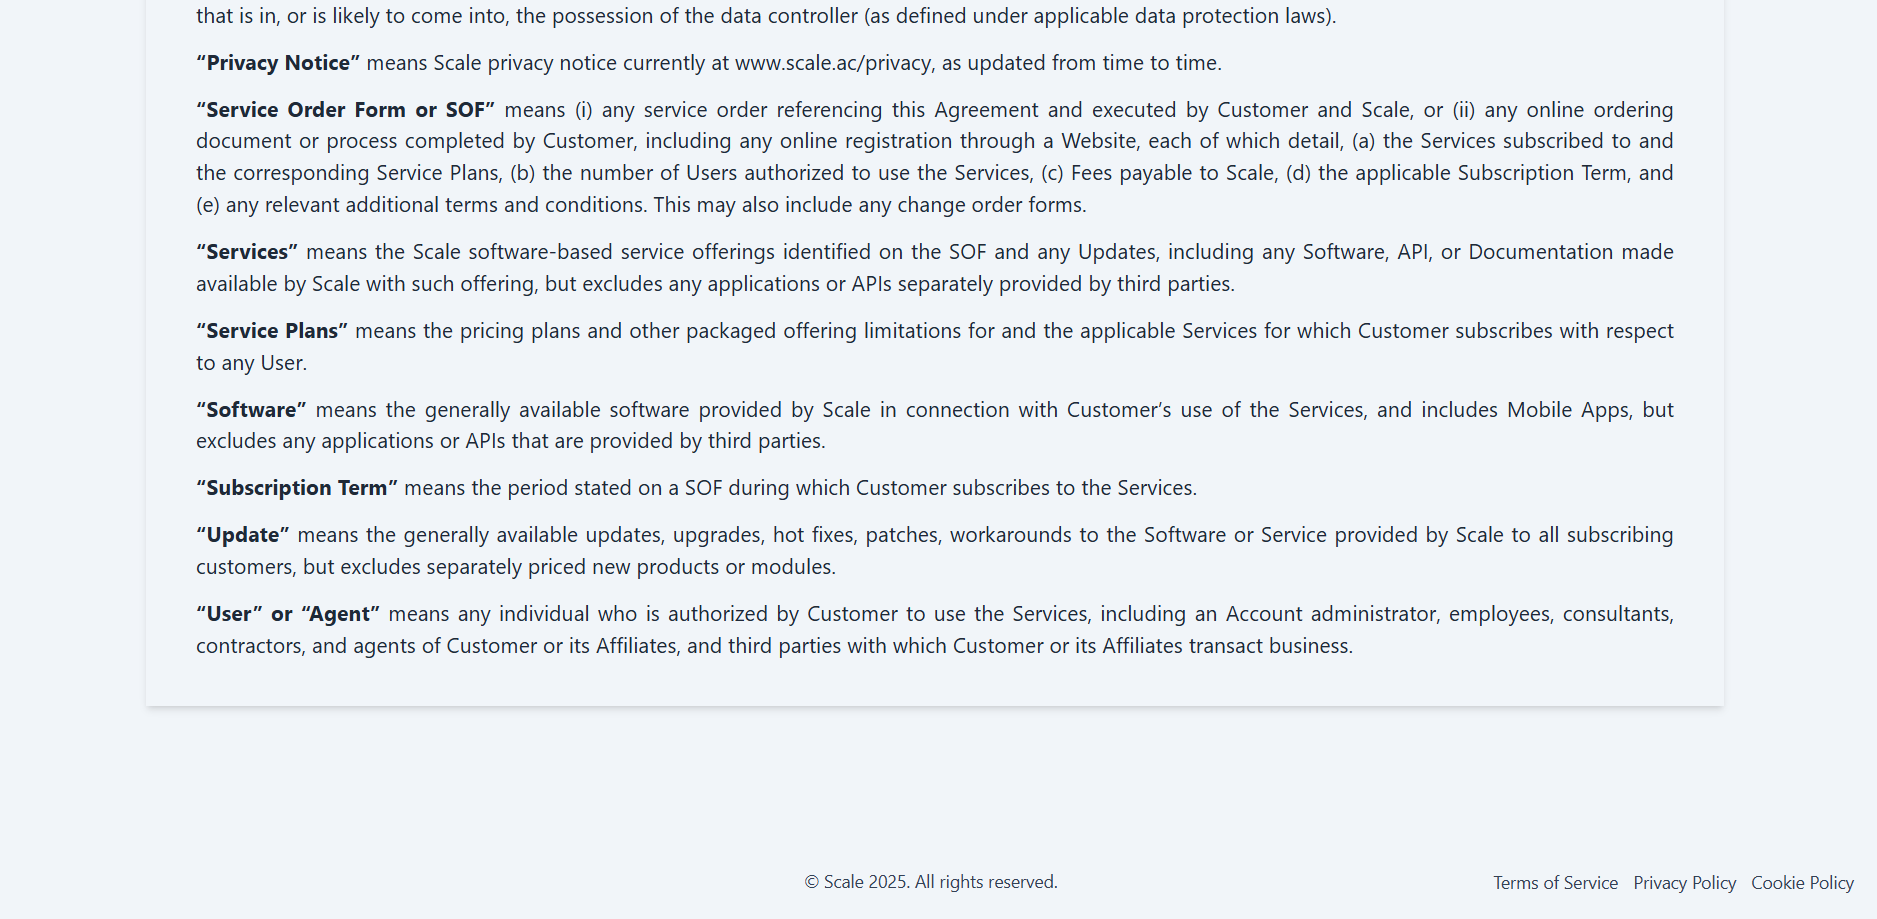 that is in, or is likely to come into, the possession of the data controller (as defined under applicable data protection laws).
“Privacy Notice” means Scale privacy notice currently at www.scale.ac/privacy, as updated from time to time.
“Service Order Form or SOF” means (i) any service order referencing this Agreement and executed by Customer and Scale, or (ii) any online ordering
document or process completed by Customer, including any online registration through a Website, each of which detail, (a) the Services subscribed to and
the corresponding Service Plans, (b) the number of Users authorized to use the Services, (c) Fees payable to Scale, (d) the applicable Subscription Term, and
(e) any relevant additional terms and conditions. This may also include any change order forms.
“Services” means the Scale software-based service offerings identified on the SOF and any Updates, including any Software, API, or Documentation made
available by Scale with such offering, but excludes any applications or APIs separately provided by third parties.
“Service Plans” means the pricing plans and other packaged offering limitations for and the applicable Services for which Customer subscribes with respect
to any User.
“Software” means the generally available software provided by Scale in connection with Customer’s use of the Services, and includes Mobile Apps, but
excludes any applications or APIs that are provided by third parties.
“Subscription Term” means the period stated on a SOF during which Customer subscribes to the Services.
“Update” means the generally available updates, upgrades, hot fixes, patches, workarounds to the Software or Service provided by Scale to all subscribing
customers, but excludes separately priced new products or modules.
“User” or “Agent” means any individual who is authorized by Customer to use the Services, including an Account administrator, employees, consultants,
contractors, and agents of Customer or its Affiliates, and third parties with which Customer or its Affiliates transact business.
© Scale 2025. All rights reserved.
Terms of Service Privacy Policy Cookie Policy